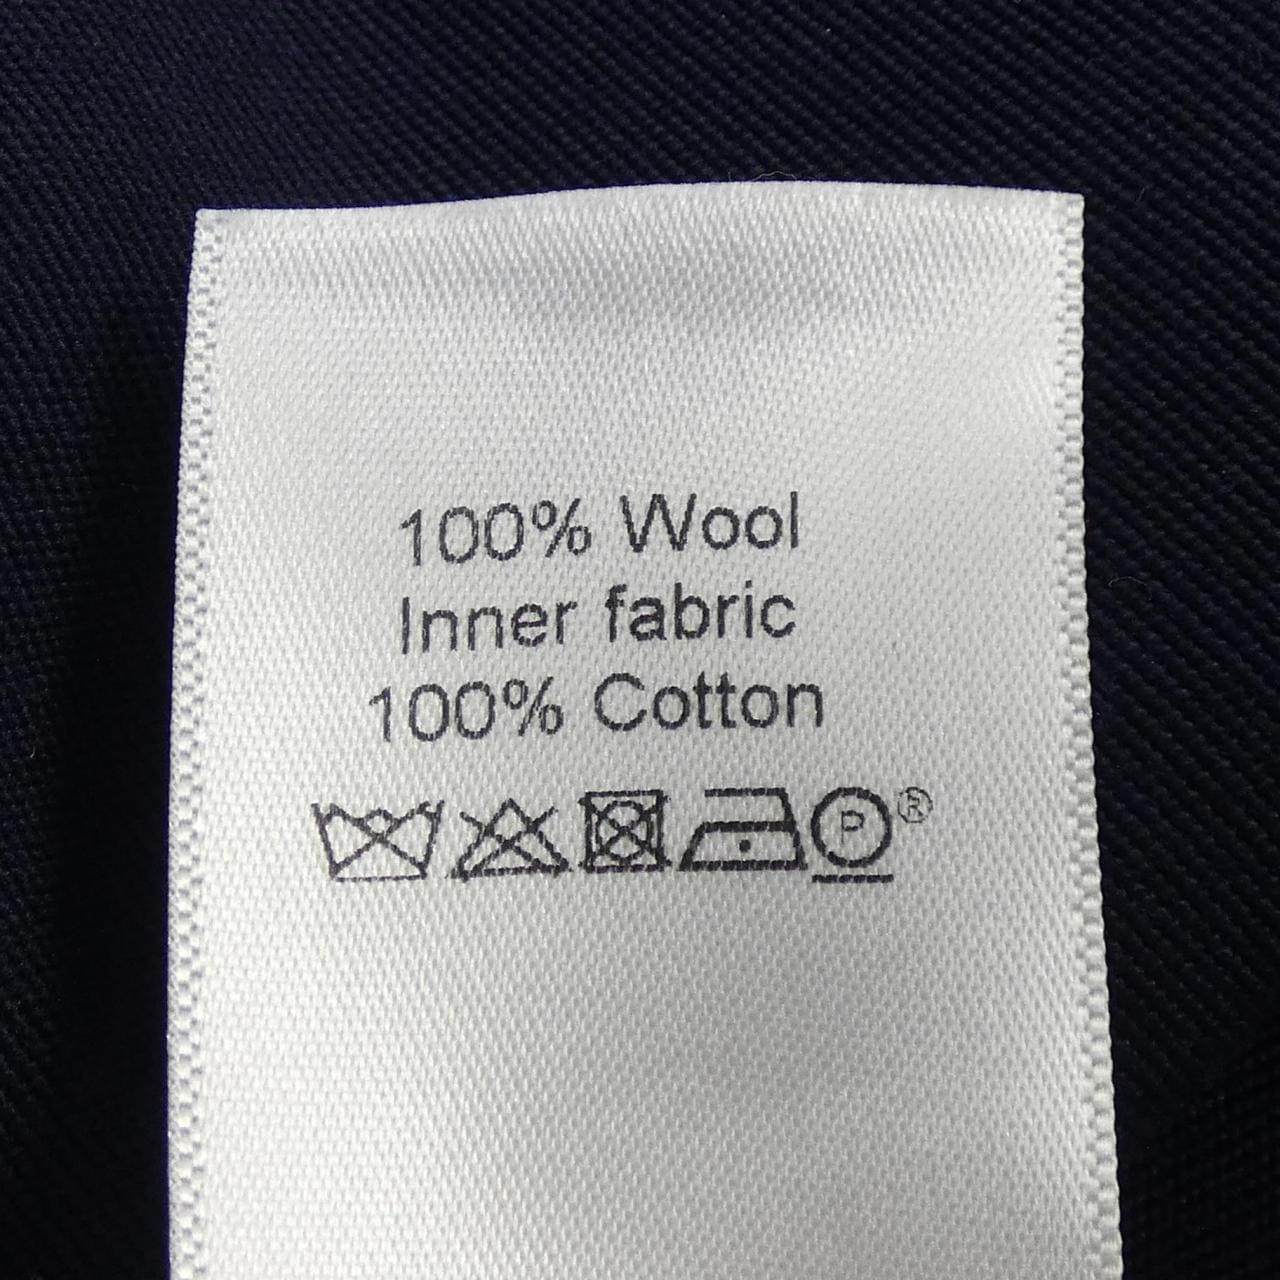 100% Wool
Inner fabric
100% Cotton
P®